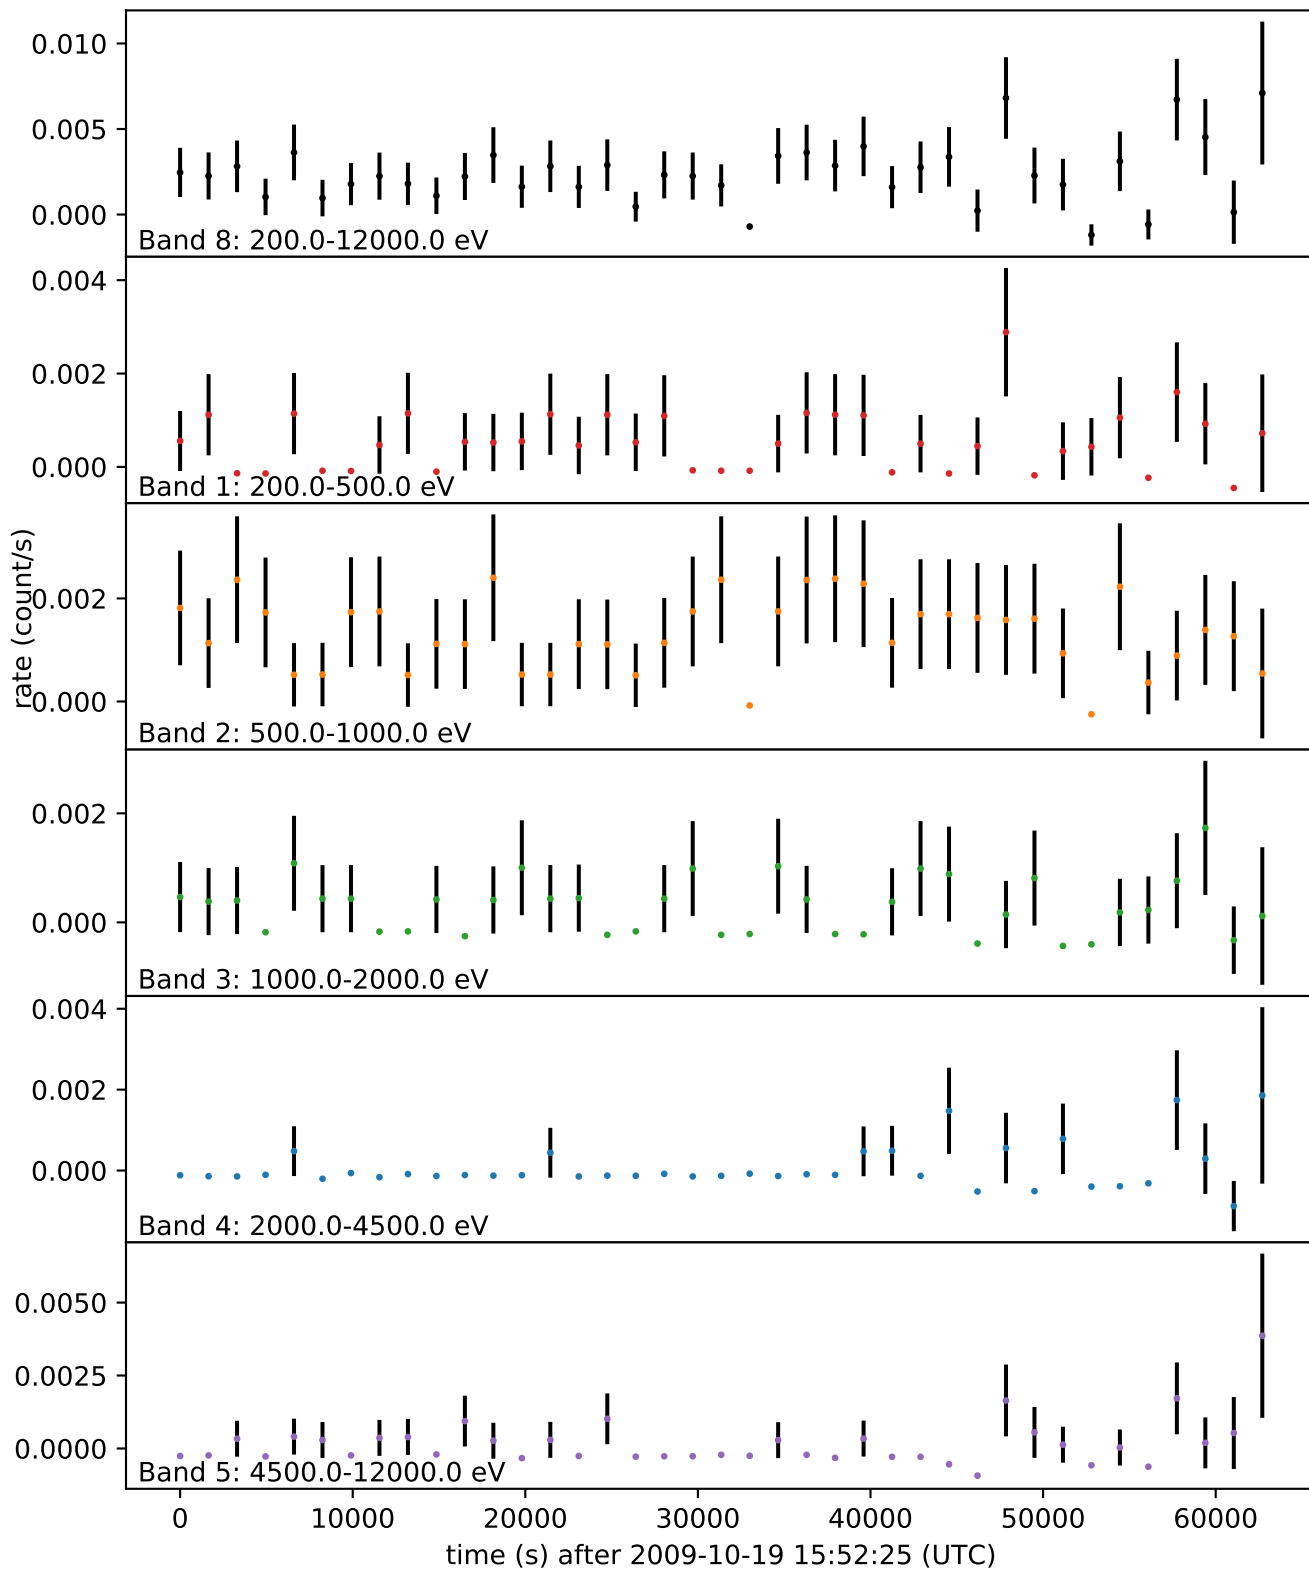 0.010
0.005
0.000
Band 8: 200.0-12000.0 eV
0.004
0.002
0.000
Band 1: 200.0-500.0 eV
rate (count/s)
0.002
0.000
Band 2: 500.0-1000.0 eV
0.002
0.000
Band 3: 1000.0-2000.0 eV
0.004
0.002
0.000
Band 4: 2000.0-4500.0 eV
0.0050
0.0025
0.0000
Band 5: 4500.0-12000.0 eV
0 10000 20000 30000 40000 50000 60000
time (s) after 2009-10-19 15:52:25 (UTC)